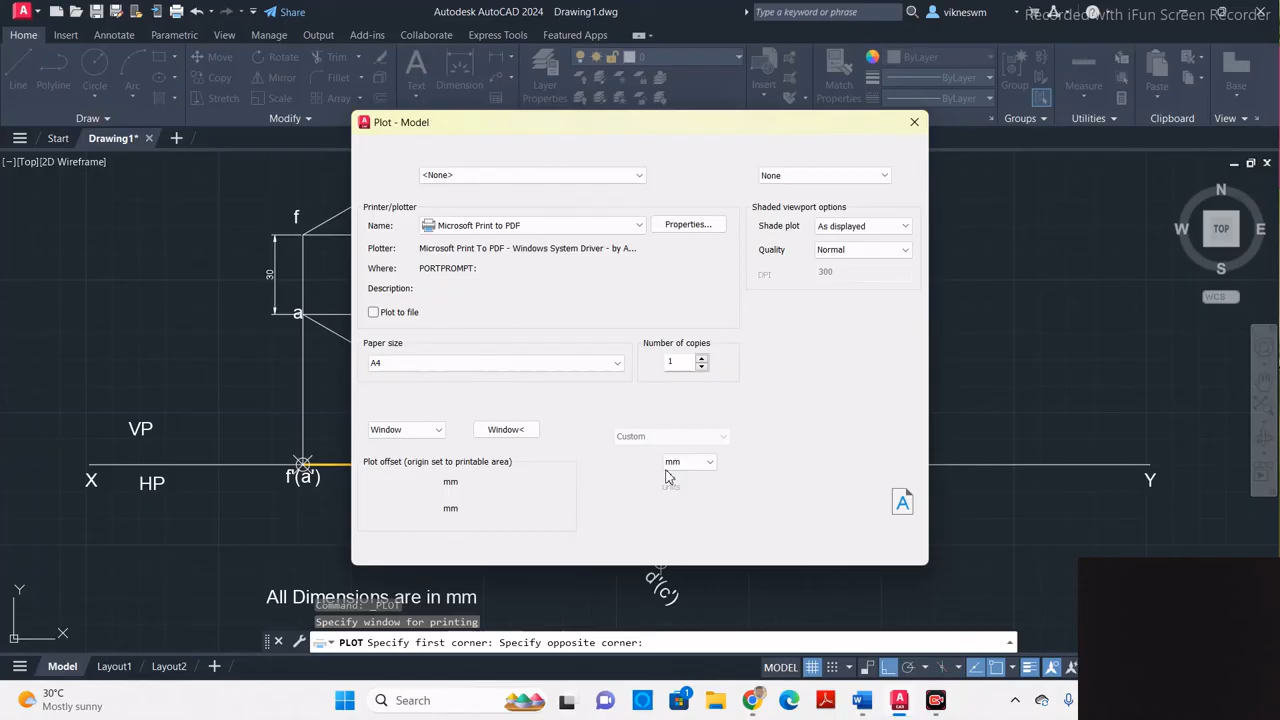 Autodesk AutoCAD 2024 Drawing1.dwg
Share
Type a keyword or phrase
vikneswm
Recorded with iFun Screen Recorder
Home Insert Annotate Parametric View Manage Output Add-ins Collaborate Express Tools Featured Apps
Line Polyline Circle Arc
Move Rotate Trim
Copy Mirror Fillet
Stretch Scale Array
Text Dimension
Layer Properties
0
Match Properties
ByLayer
ByLayer
ByLayer
Group
Measure
Paste
Base
Draw Modify Groups Utilities Clipboard View
Start Drawing1*
[−][Top][2D Wireframe]
Plot - Model
<None>
None
Printer/plotter
Name: Microsoft Print to PDF Properties...
Plotter: Microsoft Print To PDF - Windows System Driver - by A...
Where: PORTPROMPT:
Description:
Plot to file
Shaded viewport options
Shade plot As displayed
Quality Normal
DPI 300
Paper size
A4
Number of copies
1
Window Window<
Custom
Plot offset (origin set to printable area)
mm
mm
mm
units
N
W TOP E
S
WCS
f
30
a
VP
X HP f'(a') Y
d'(c')
All Dimensions are in mm
Y
X
Command: _PLOT
Specify window for printing
PLOT Specify first corner: Specify opposite corner:
Model Layout1 Layout2
MODEL
30°C
Mostly sunny
Search
1